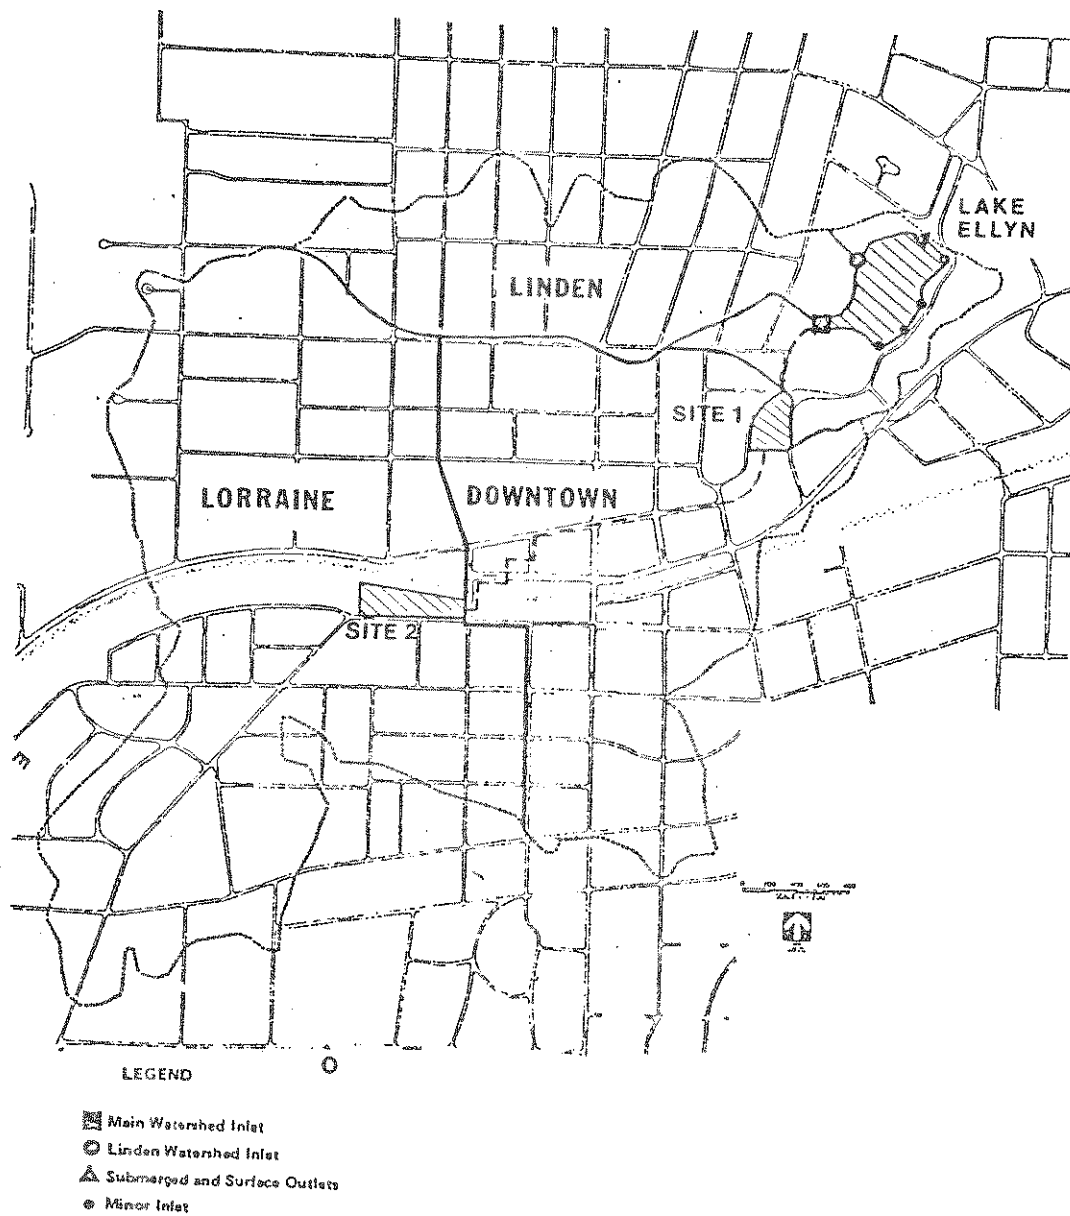 LAKE
ELLYN
LINDEN
SITE 1
LORRAINE
DOWNTOWN
SITE 2
LEGEND
Main Watershed Inlet
Linden Watershed Inlet
Submerged and Surface Outlets
Minor Inlet